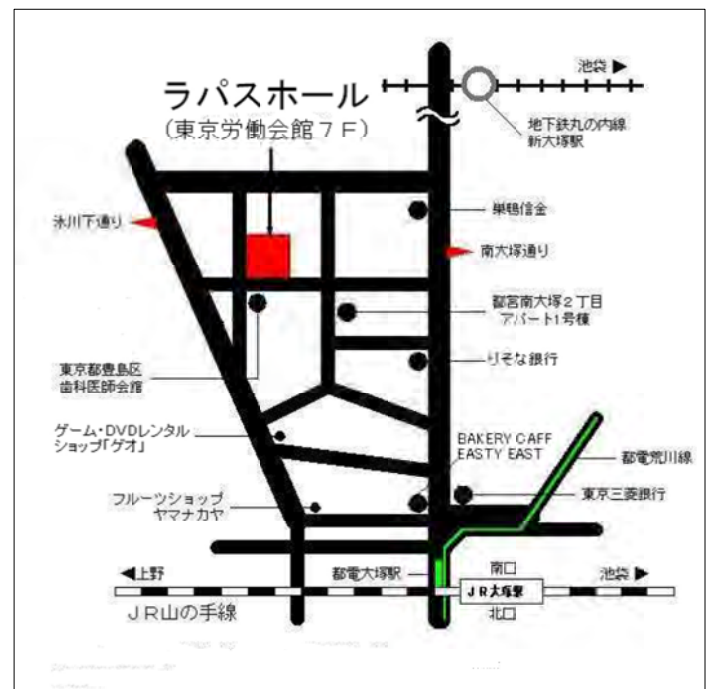 池袋 ▶
ラパスホール
(東京労働会館7F)
地下鉄丸の内線
新大塚駅
氷川下通り
巣鴨信金
南大塚通り
都営南大塚2丁目
アパート1号棟
東京都豊島区
歯科医師会館
りそな銀行
ゲーム・DVDレンタル
ショップ「ゲオ」
BAKERY CAFF
EASTY EAST
都電荒川線
フルーツショップ
ヤマナカヤ
東京三菱銀行
◀上野
都電大塚駅
南口
池袋 ▶
JR大塚駅
JR山の手線
北口